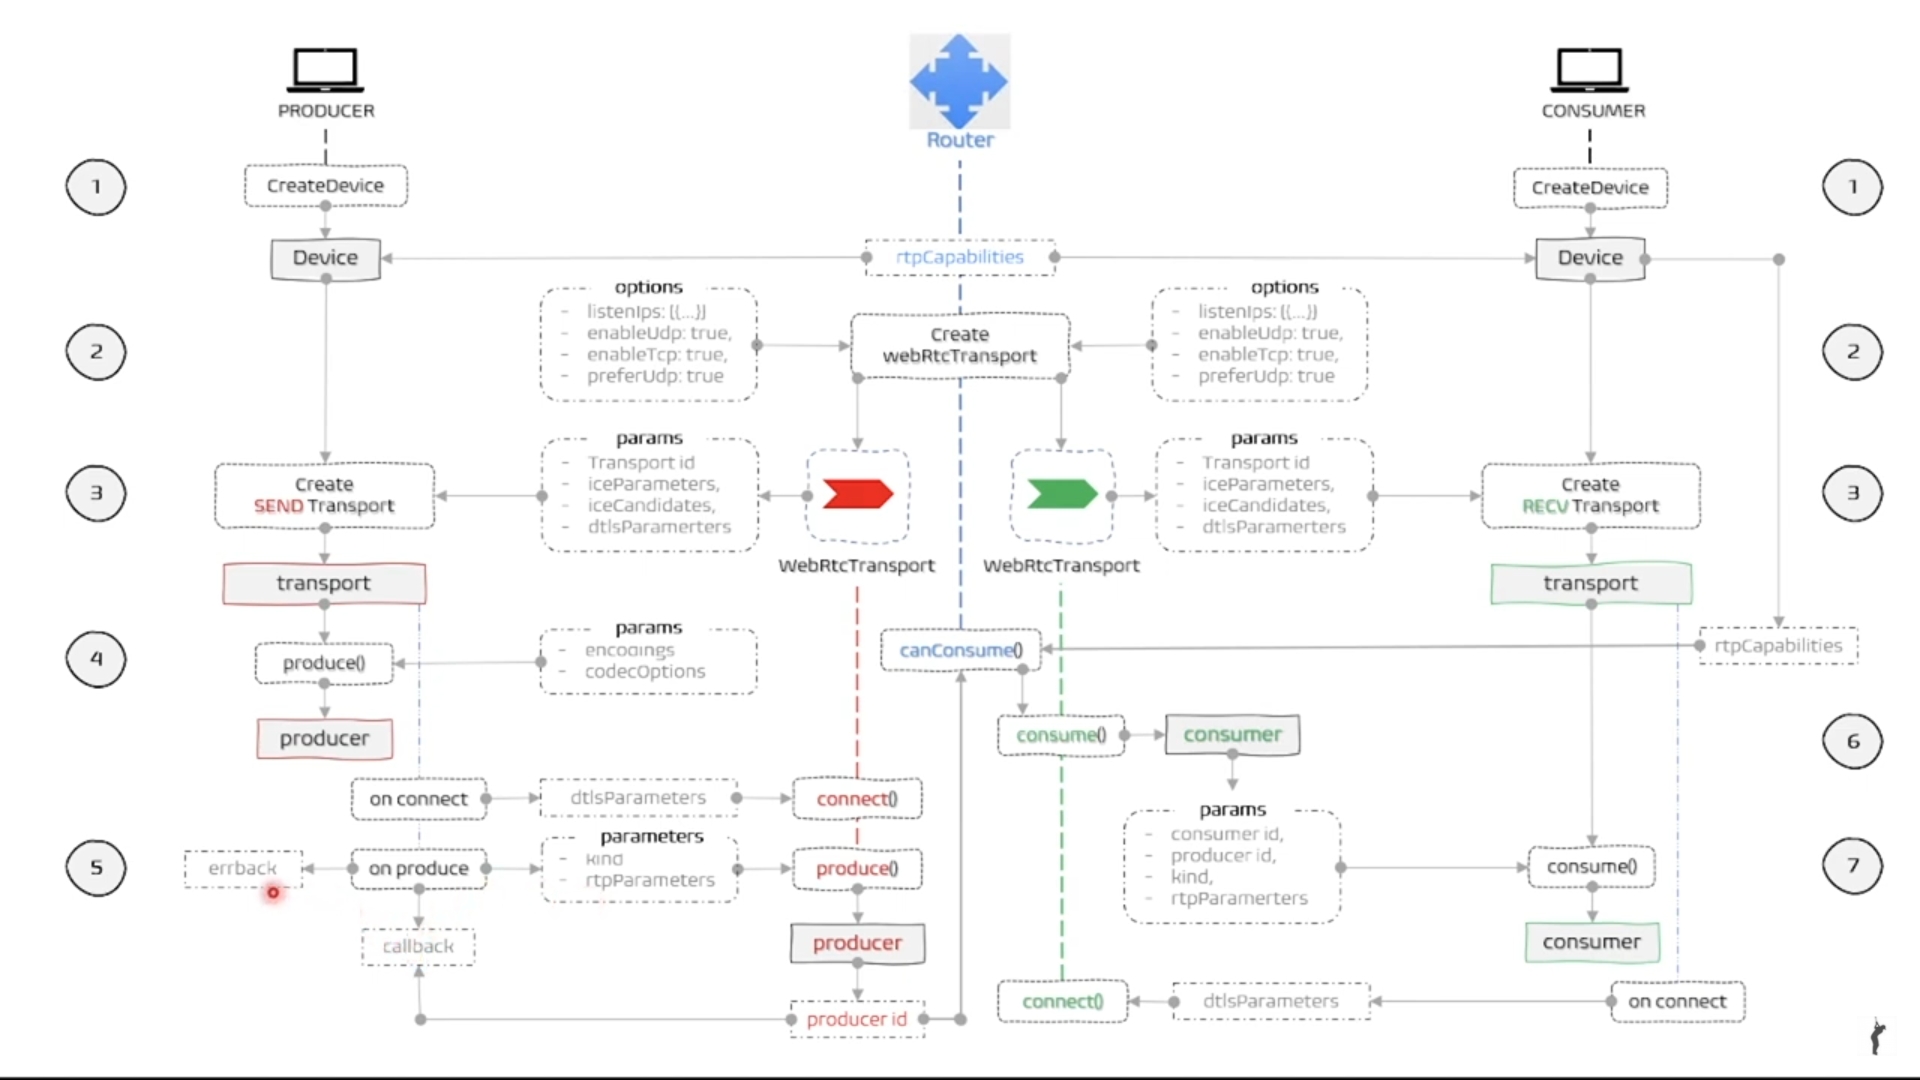 PRODUCER
Router
CONSUMER
1
CreateDevice
CreateDevice
1
Device
rtpCapabilities
Device
options
- listenIps: [{...}]
- enableUdp: true,
- enableTcp: true,
- preferUdp: true
Create
webRtcTransport
options
- listenIps: [{...}]
- enableUdp: true,
- enableTcp: true,
- preferUdp: true
2
2
3
Create
SEND Transport
params
- Transport id
- iceParameters,
- iceCandidates,
- dtlsParamerters
WebRtcTransport
WebRtcTransport
params
- Transport id
- iceParameters,
- iceCandidates,
- dtlsParamerters
Create
RECV Transport
3
transport
transport
4
produce()
params
- encodings
- codecOptions
canConsume()
rtpCapabilities
producer
consume()
consumer
6
on connect
dtlsParameters
connect()
params
- consumer id,
- producer id,
- kind,
- rtpParamerters
5
errback
on produce
parameters
- kind
- rtpParameters
produce()
consume()
7
callback
producer
consumer
producer id
connect()
dtlsParameters
on connect